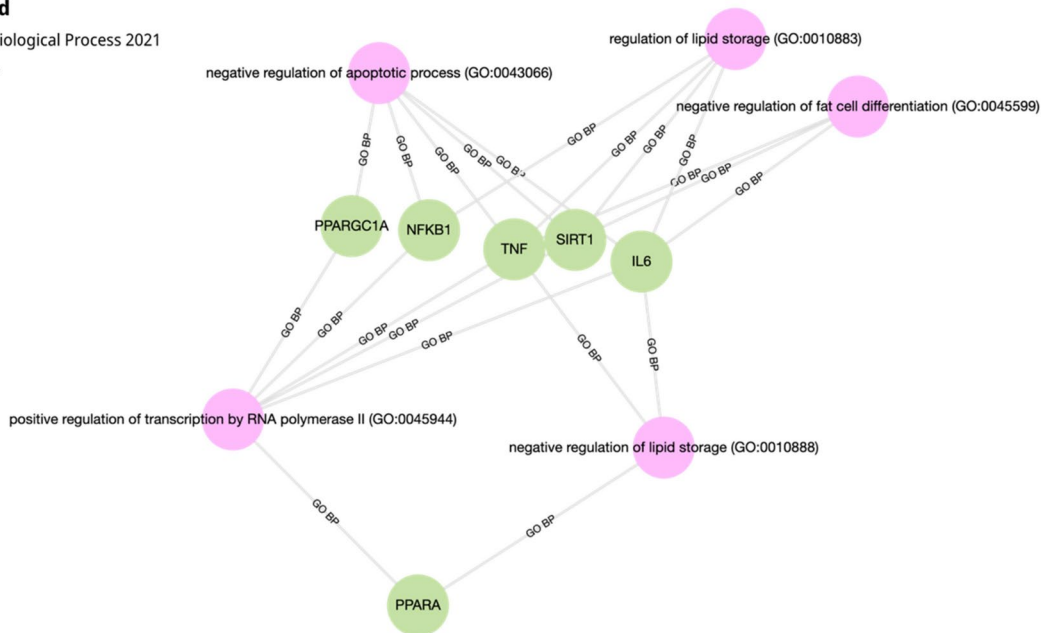 d
iological Process 2021
regulation of lipid storage (GO:0010883)
negative regulation of apoptotic process (GO:0043066)
negative regulation of fat cell differentiation (GO:0045599)
GO BP
GO BP
GO BP
GO BP
GO BP
GO BP
GO BP
GO BP
GO BP
GO BP
GO BP
GO BP
PPARGC1A
NFKB1
TNF
SIRT1
IL6
GO BP
GO BP
GO BP
GO BP
GO BP
GO BP
GO BP
positive regulation of transcription by RNA polymerase II (GO:0045944)
negative regulation of lipid storage (GO:0010888)
GO BP
GO BP
PPARA